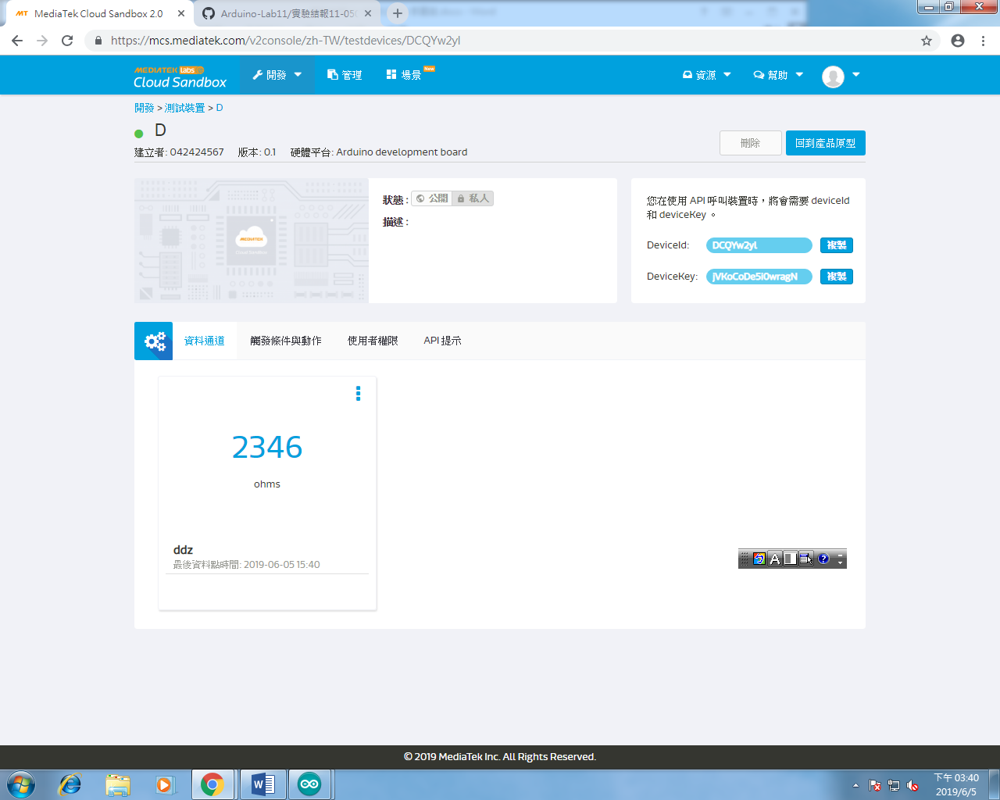 MediaTek Cloud Sandbox 2.0
Arduino-Lab11/實驗結報11-050
https://mcs.mediatek.com/v2console/zh-TW/testdevices/DCQYw2yl
MEDIATEK labs
Cloud Sandbox
開發
管理
場景
New
資源
幫助
開發 > 測試裝置 > D
D
建立者: 042424567 版本: 0.1 硬體平台: Arduino development board
刪除
回到產品原型
MEDIATEK
Cloud Sandbox
狀態 : 公開 私人
描述 :
您在使用 API 呼叫裝置時，將會需要 deviceId
和 deviceKey 。
DeviceId: DCQYw2yl 複製
DeviceKey: jVKoCoDe5i0wragN 複製
資料通道
觸發條件與動作
使用者權限
API 提示
2346
ohms
ddz
最後資料點時間: 2019-06-05 15:40
© 2019 MediaTek Inc. All Rights Reserved.
下午 03:40
2019/6/5